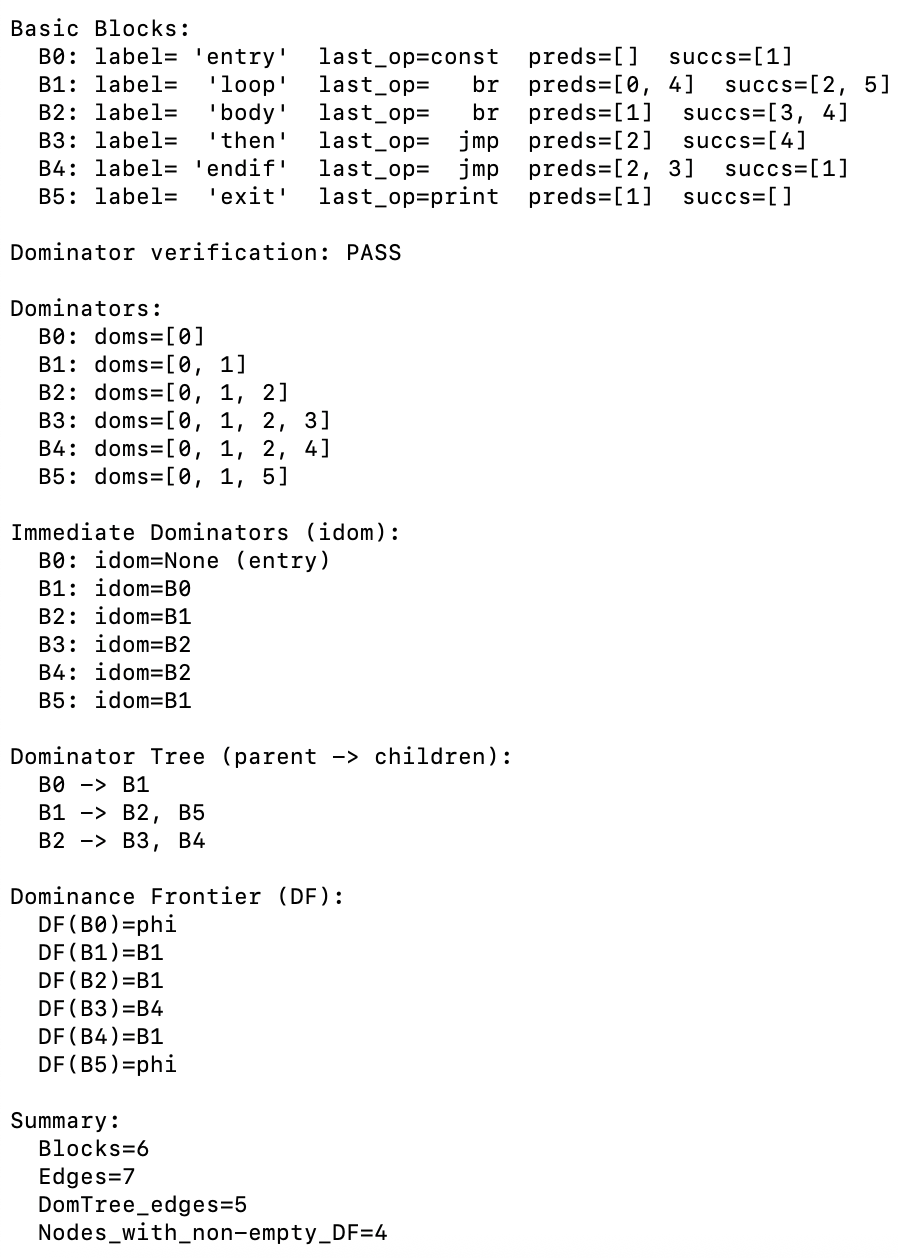 Basic Blocks:
  B0: label= 'entry'  last_op=const  preds=[]  succs=[1]
  B1: label=  'loop'  last_op=   br  preds=[0, 4]  succs=[2, 5]
  B2: label=  'body'  last_op=   br  preds=[1]  succs=[3, 4]
  B3: label=  'then'  last_op=  jmp  preds=[2]  succs=[4]
  B4: label= 'endif'  last_op=  jmp  preds=[2, 3]  succs=[1]
  B5: label=  'exit'  last_op=print  preds=[1]  succs=[]

Dominator verification: PASS

Dominators:
  B0: doms=[0]
  B1: doms=[0, 1]
  B2: doms=[0, 1, 2]
  B3: doms=[0, 1, 2, 3]
  B4: doms=[0, 1, 2, 4]
  B5: doms=[0, 1, 5]

Immediate Dominators (idom):
  B0: idom=None (entry)
  B1: idom=B0
  B2: idom=B1
  B3: idom=B2
  B4: idom=B2
  B5: idom=B1

Dominator Tree (parent -> children):
  B0 -> B1
  B1 -> B2, B5
  B2 -> B3, B4

Dominance Frontier (DF):
  DF(B0)=phi
  DF(B1)=B1
  DF(B2)=B1
  DF(B3)=B4
  DF(B4)=B1
  DF(B5)=phi

Summary:
  Blocks=6
  Edges=7
  DomTree_edges=5
  Nodes_with_non-empty_DF=4